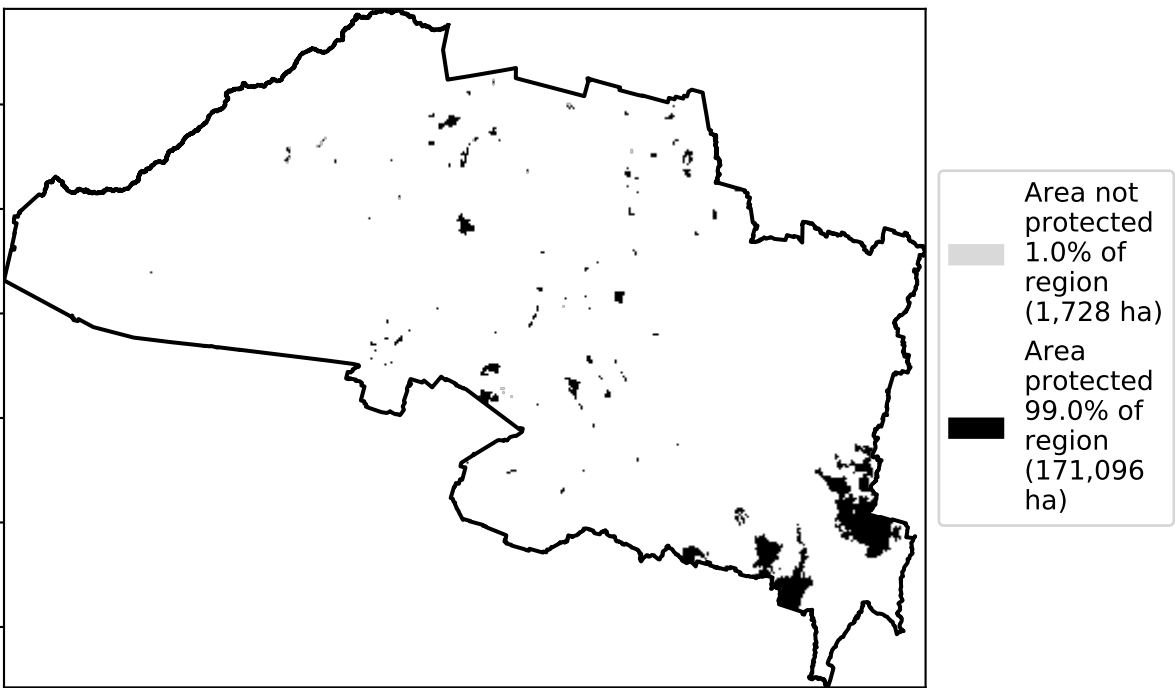 Area not
protected
1.0% of
region
(1,728 ha)
Area
protected
99.0% of
region
(171,096
ha)